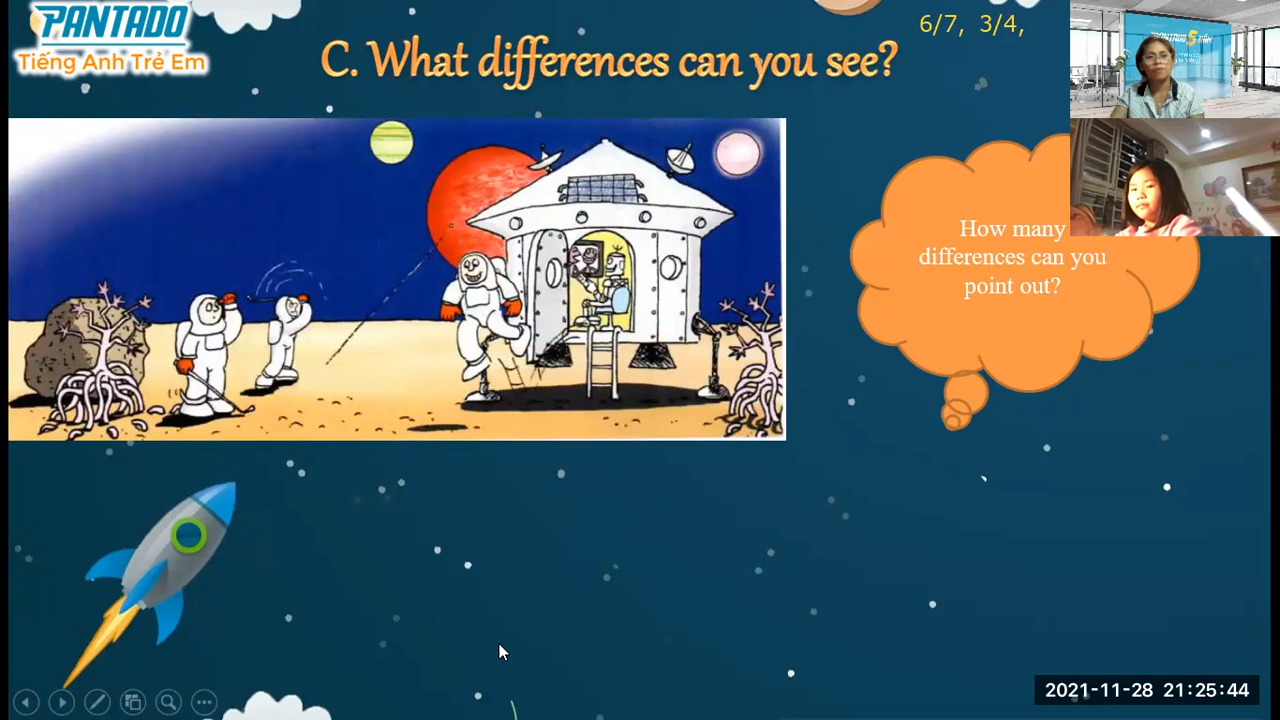 PANTADO
Tiếng Anh Trẻ Em
C. What differences can you see?
6/7, 3/4,
How many
differences can you
point out?
2021-11-28 21:25:44